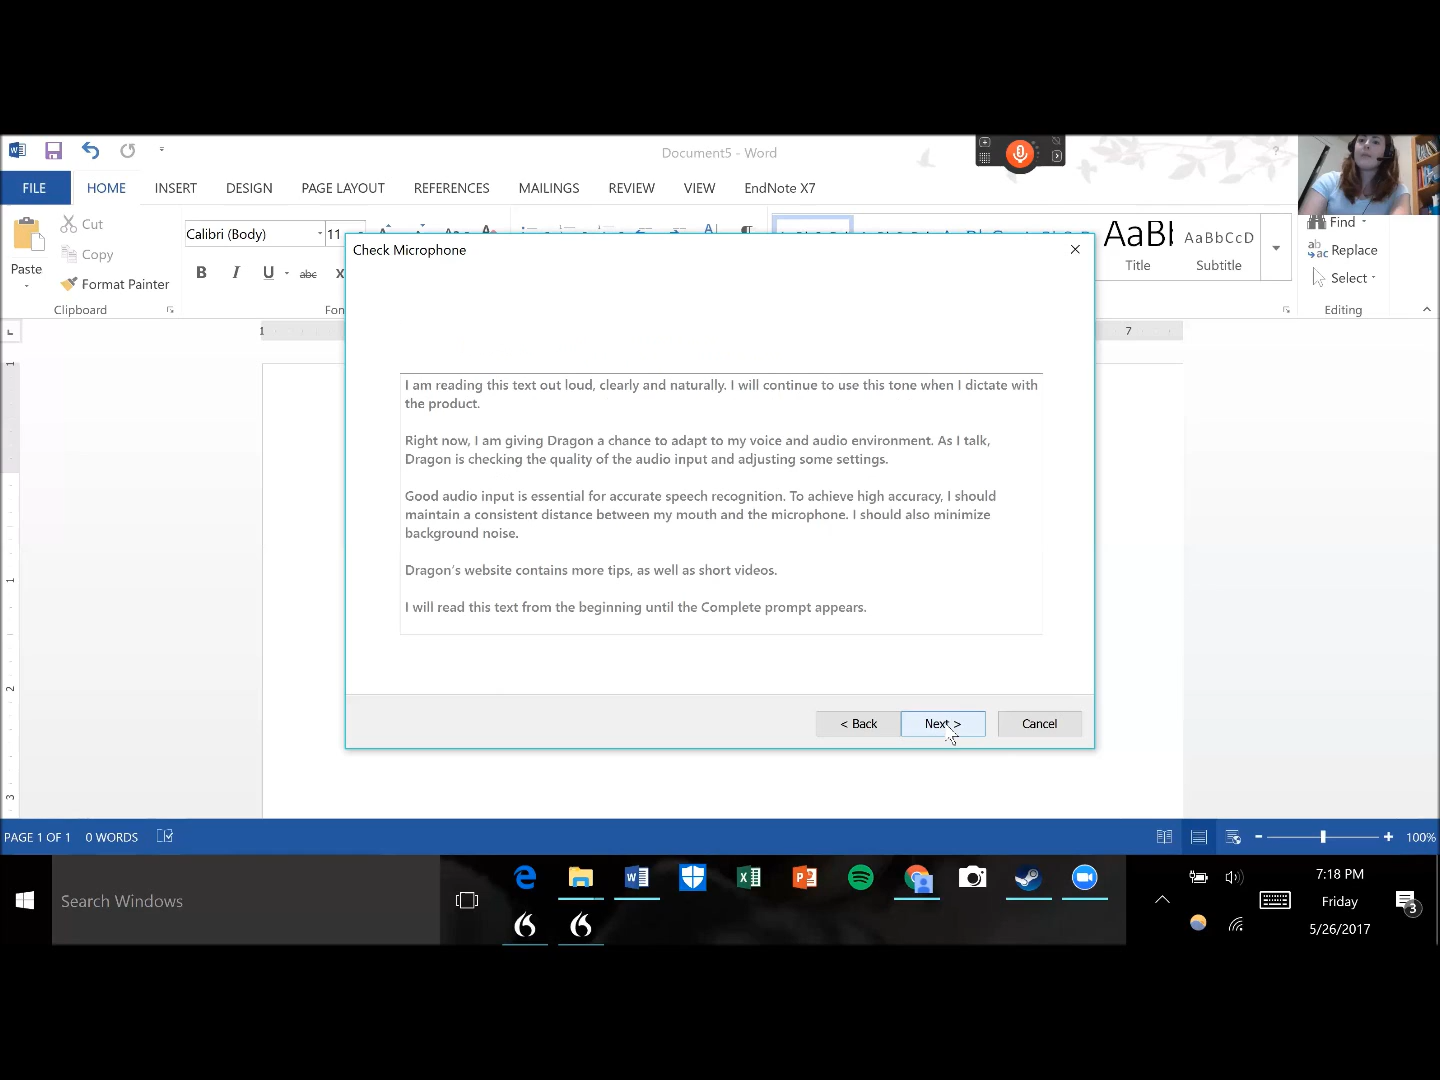 Document5 - Word
FILE
HOME
INSERT
DESIGN
PAGE LAYOUT
REFERENCES
MAILINGS
REVIEW
VIEW
EndNote X7
Paste
Cut
Copy
Format Painter
Clipboard
Calibri (Body)
11
B I U abc
Title
AaBbCcD
Subtitle
Find
Replace
Select
Editing
Check Microphone
1
7
I am reading this text out loud, clearly and naturally. I will continue to use this tone when I dictate with
the product.
Right now, I am giving Dragon a chance to adapt to my voice and audio environment. As I talk,
Dragon is checking the quality of the audio input and adjusting some settings.
Good audio input is essential for accurate speech recognition. To achieve high accuracy, I should
maintain a consistent distance between my mouth and the microphone. I should also minimize
background noise.
Dragon's website contains more tips, as well as short videos.
I will read this text from the beginning until the Complete prompt appears.
< Back
Next >
Cancel
1
1
2
3
PAGE 1 OF 1
0 WORDS
100%
Search Windows
7:18 PM
Friday
5/26/2017
3